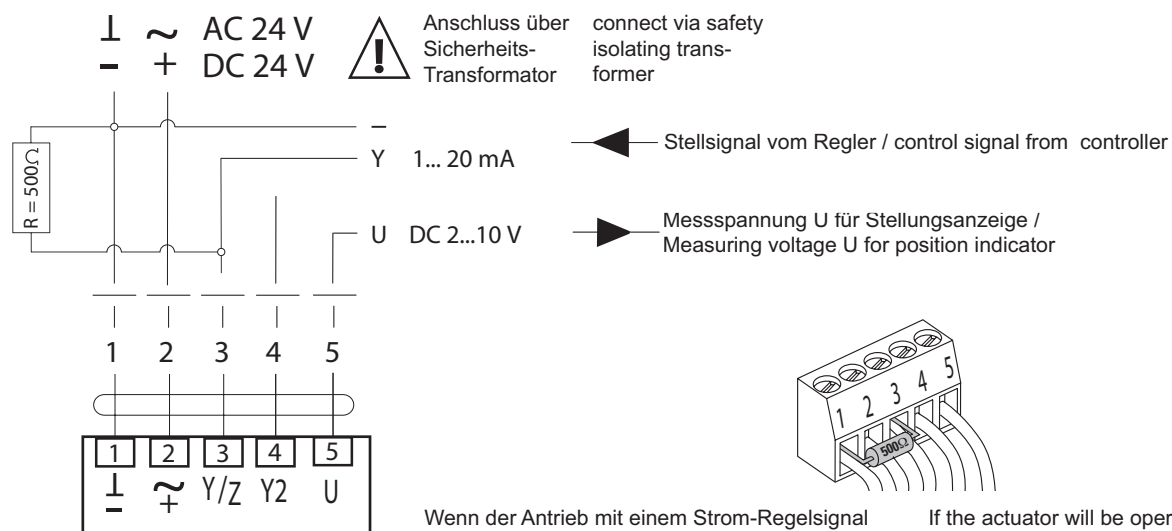 ⊥ ~ AC 24 V
− + DC 24 V
Anschluss über
Sicherheits-
Transformator
connect via safety
isolating trans-
former
R = 500Ω
−
Y 1... 20 mA
Stellsignal vom Regler / control signal from controller
U DC 2...10 V
Messspannung U für Stellungsanzeige /
Measuring voltage U for position indicator
1 2 3 4 5
1 2 3 4 5
⊥ ~ Y/Z Y2 U
− +
1 2 3 4 5
500Ω
Wenn der Antrieb mit einem Strom-Regelsignal
If the actuator will be oper